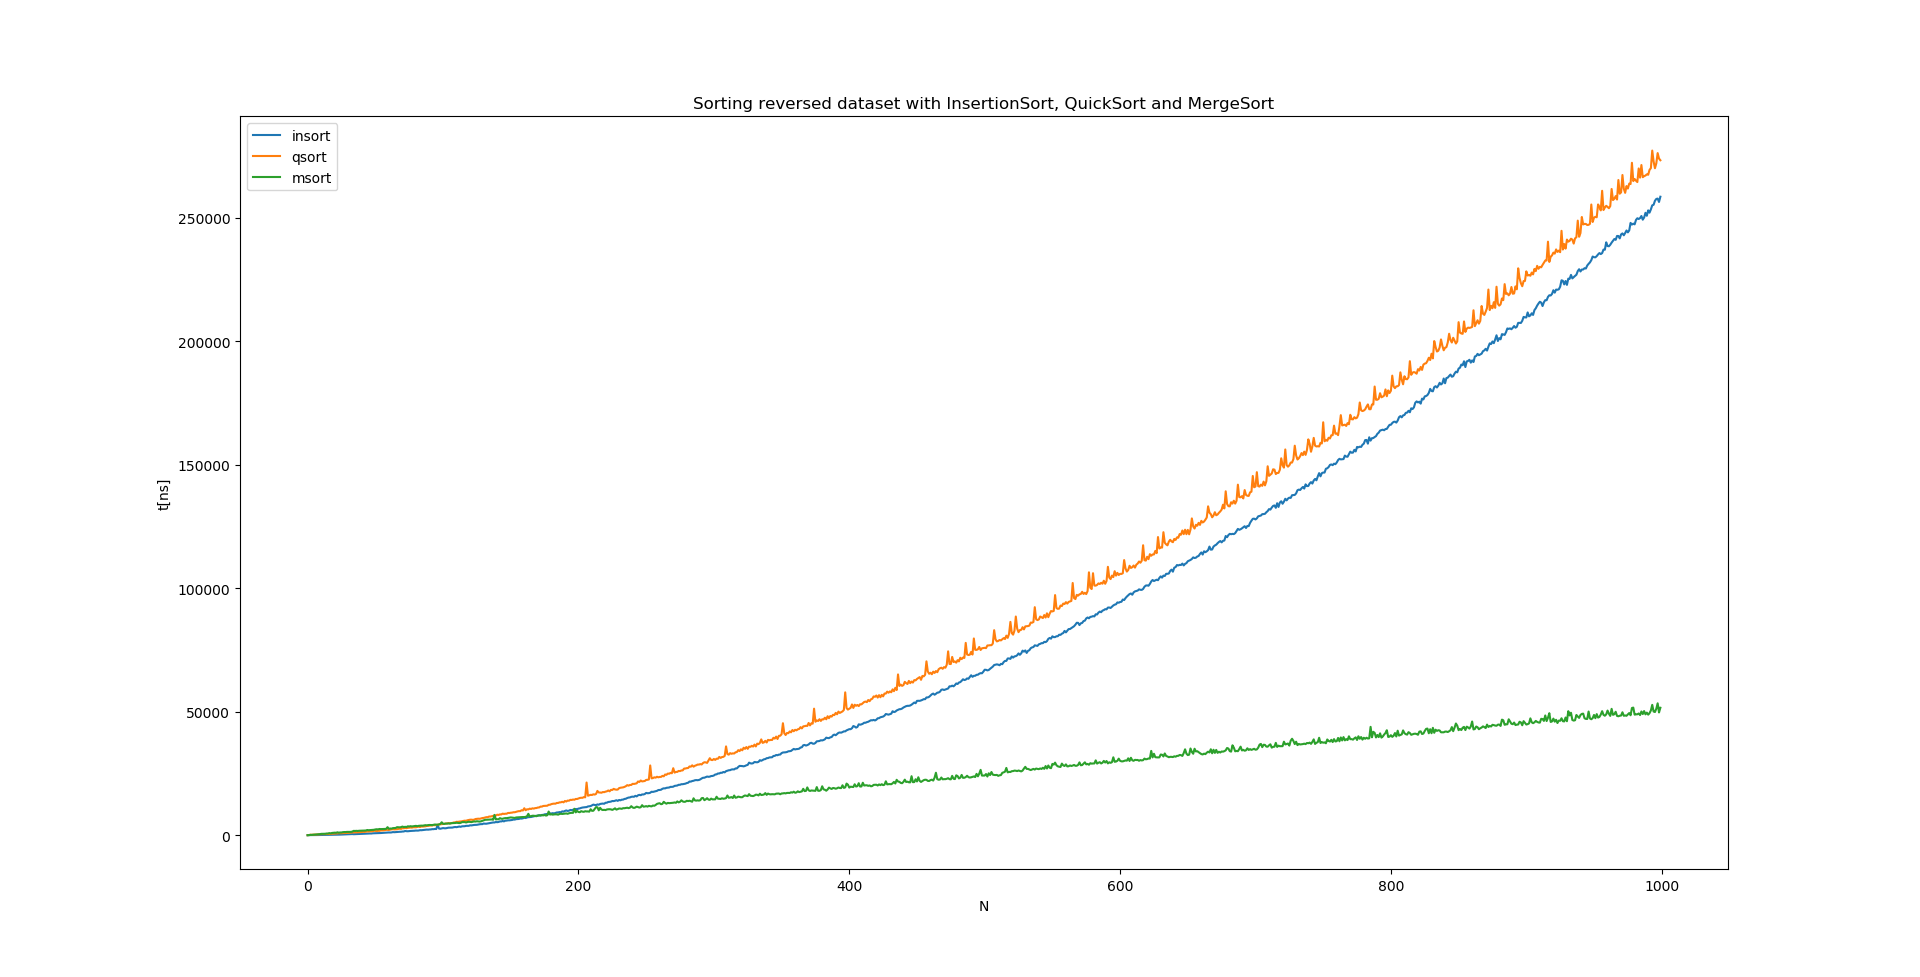 Sorting reversed dataset with InsertionSort, QuickSort and MergeSort
insort
qsort
msort
250000
200000
150000
100000
50000
0
t[ns]
0 200 400 600 800 1000
N